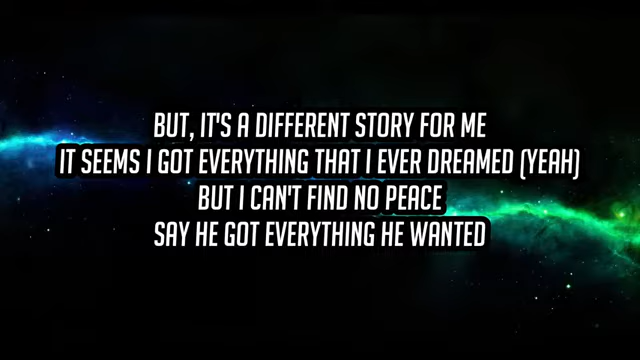 BUT, IT'S A DIFFERENT STORY FOR ME
IT SEEMS I GOT EVERYTHING THAT I EVER DREAMED (YEAH)
BUT I CAN'T FIND NO PEACE
SAY HE GOT EVERYTHING HE WANTED